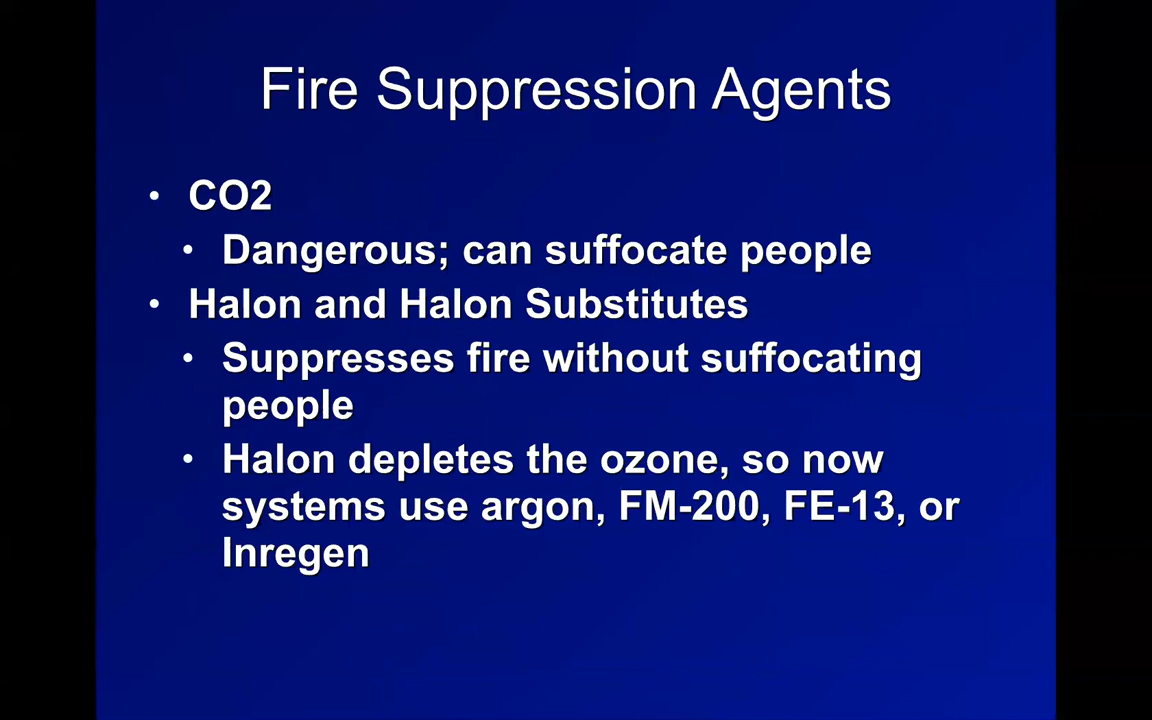 Fire Suppression Agents
• CO2
• Dangerous; can suffocate people
• Halon and Halon Substitutes
• Suppresses fire without suffocating
people
• Halon depletes the ozone, so now
systems use argon, FM-200, FE-13, or
Inregen